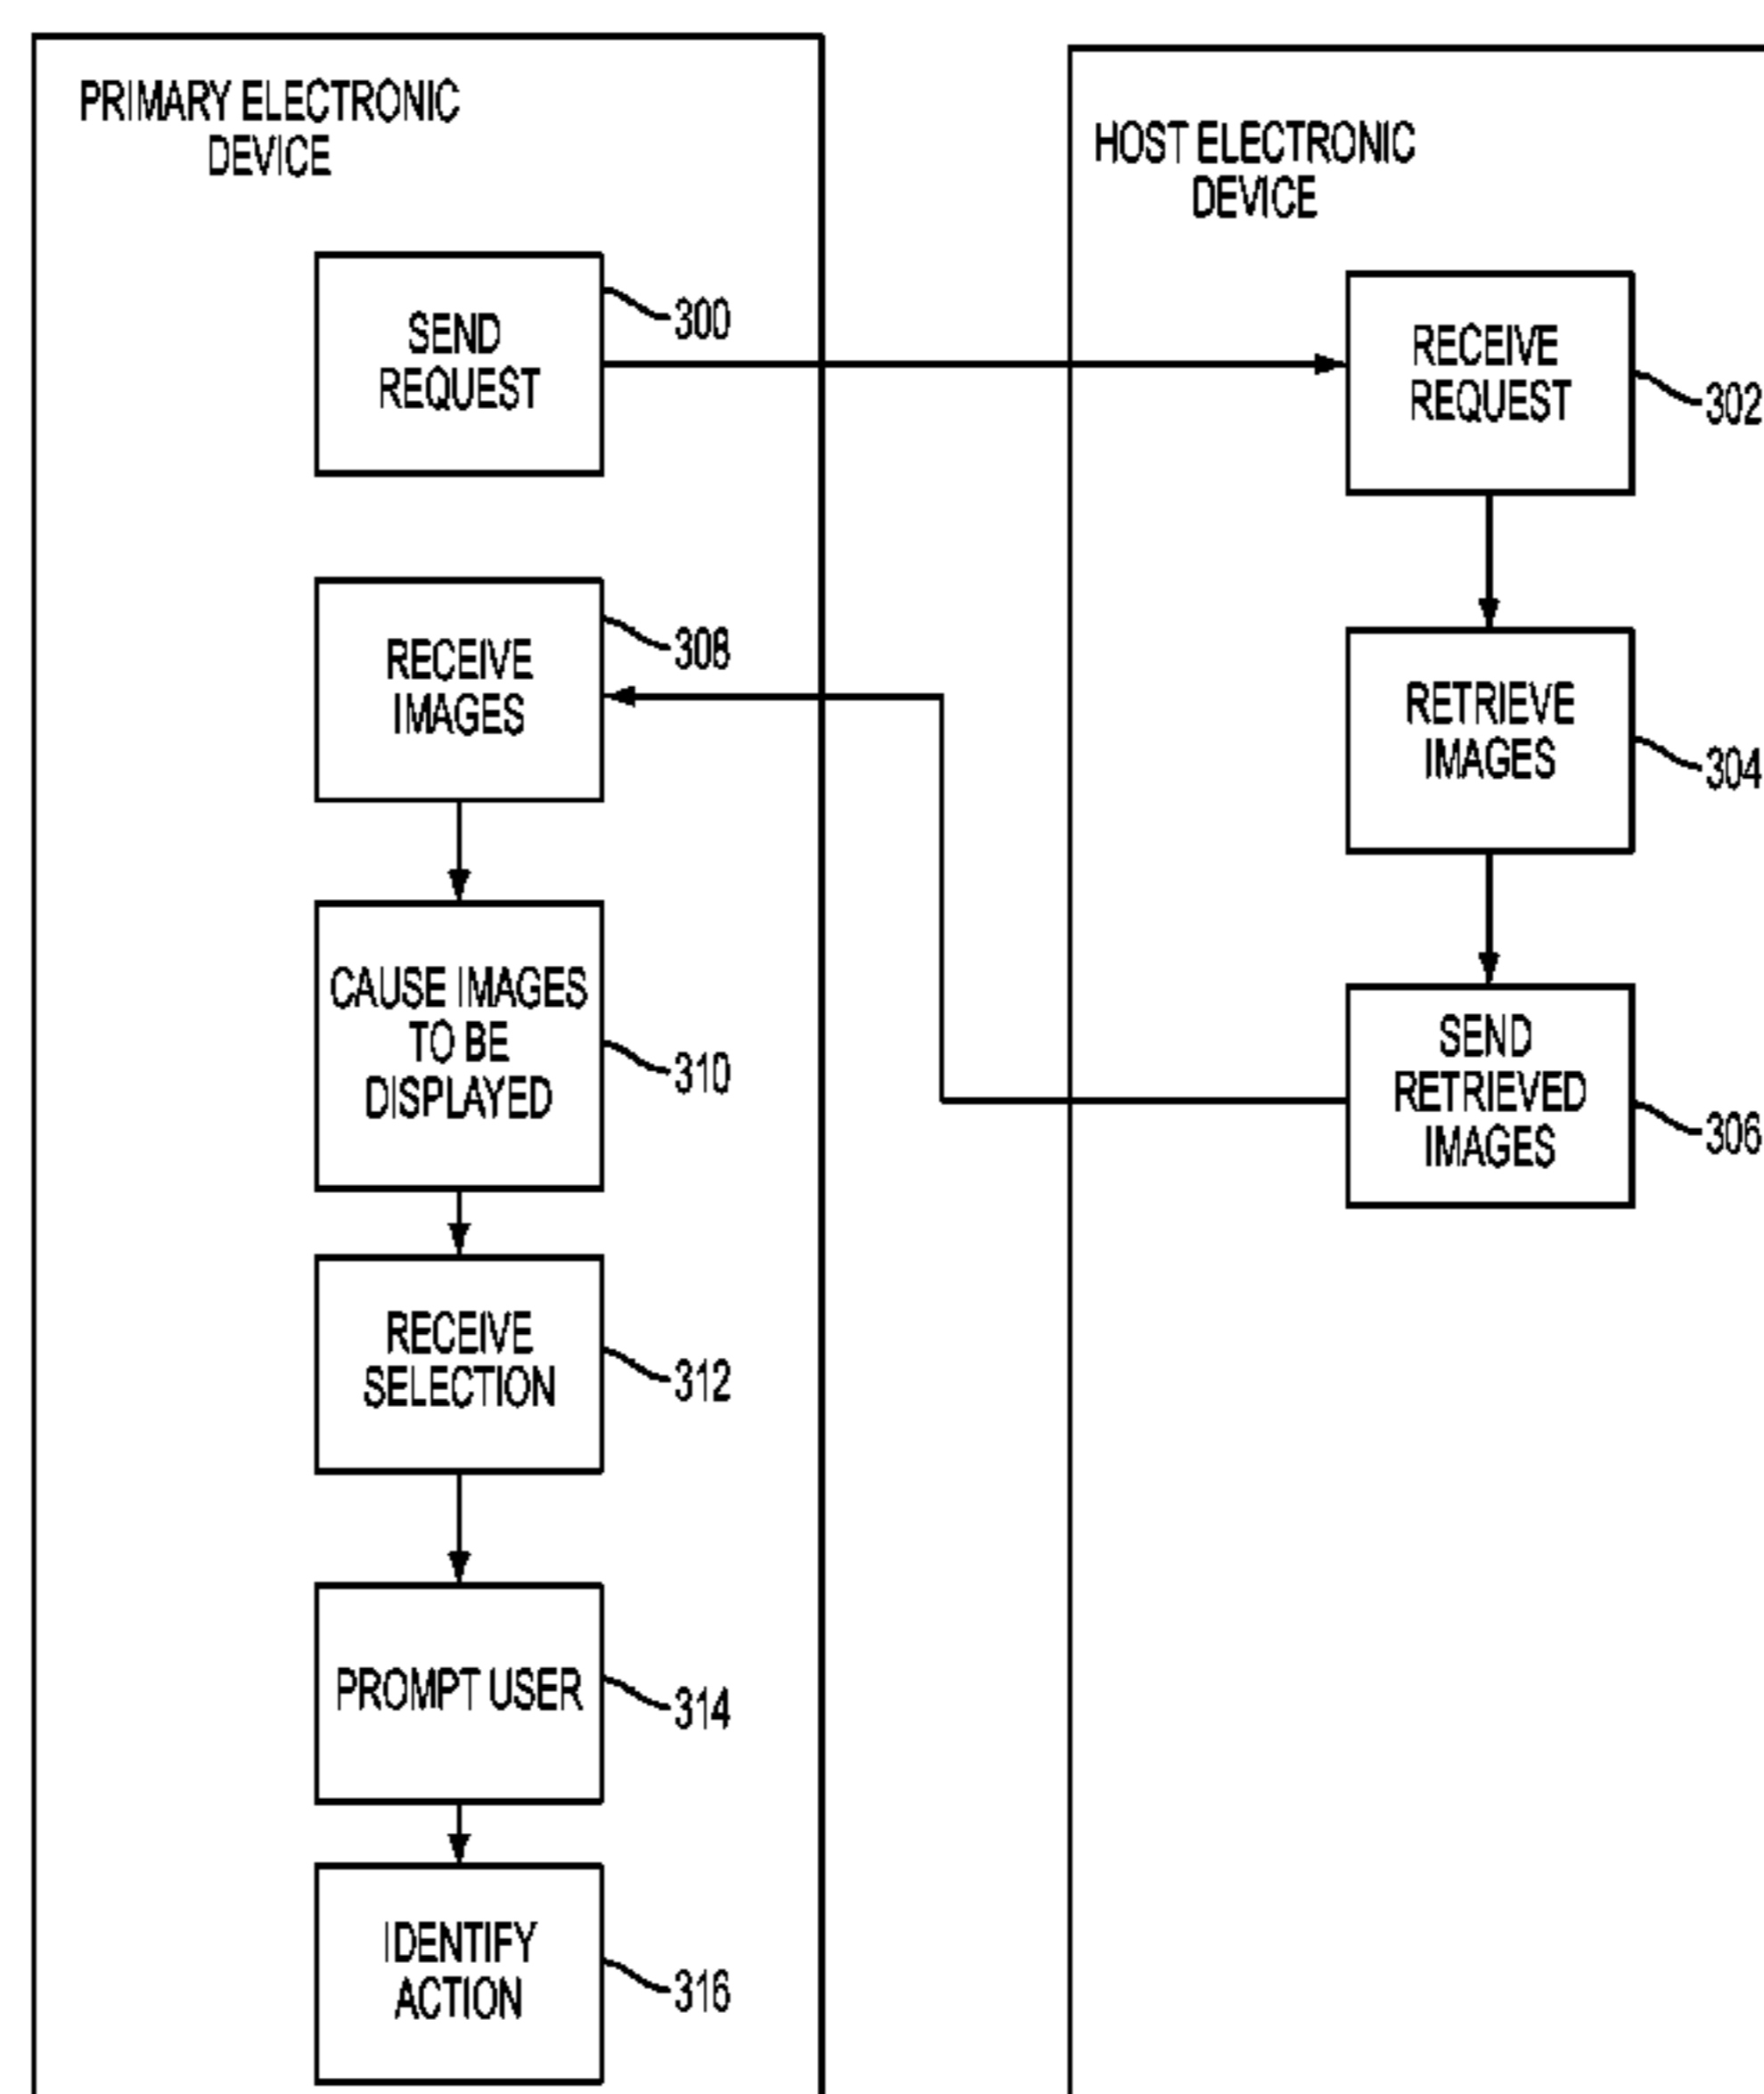 PRIMARY ELECTRONIC
DEVICE
SEND
REQUEST
300
RECEIVE
IMAGES
308
CAUSE IMAGES
TO BE
DISPLAYED
310
RECEIVE
SELECTION
312
PROMPT USER
314
IDENTIFY
ACTION
316
HOST ELECTRONIC
DEVICE
RECEIVE
REQUEST
302
RETRIEVE
IMAGES
304
SEND
RETRIEVED
IMAGES
306